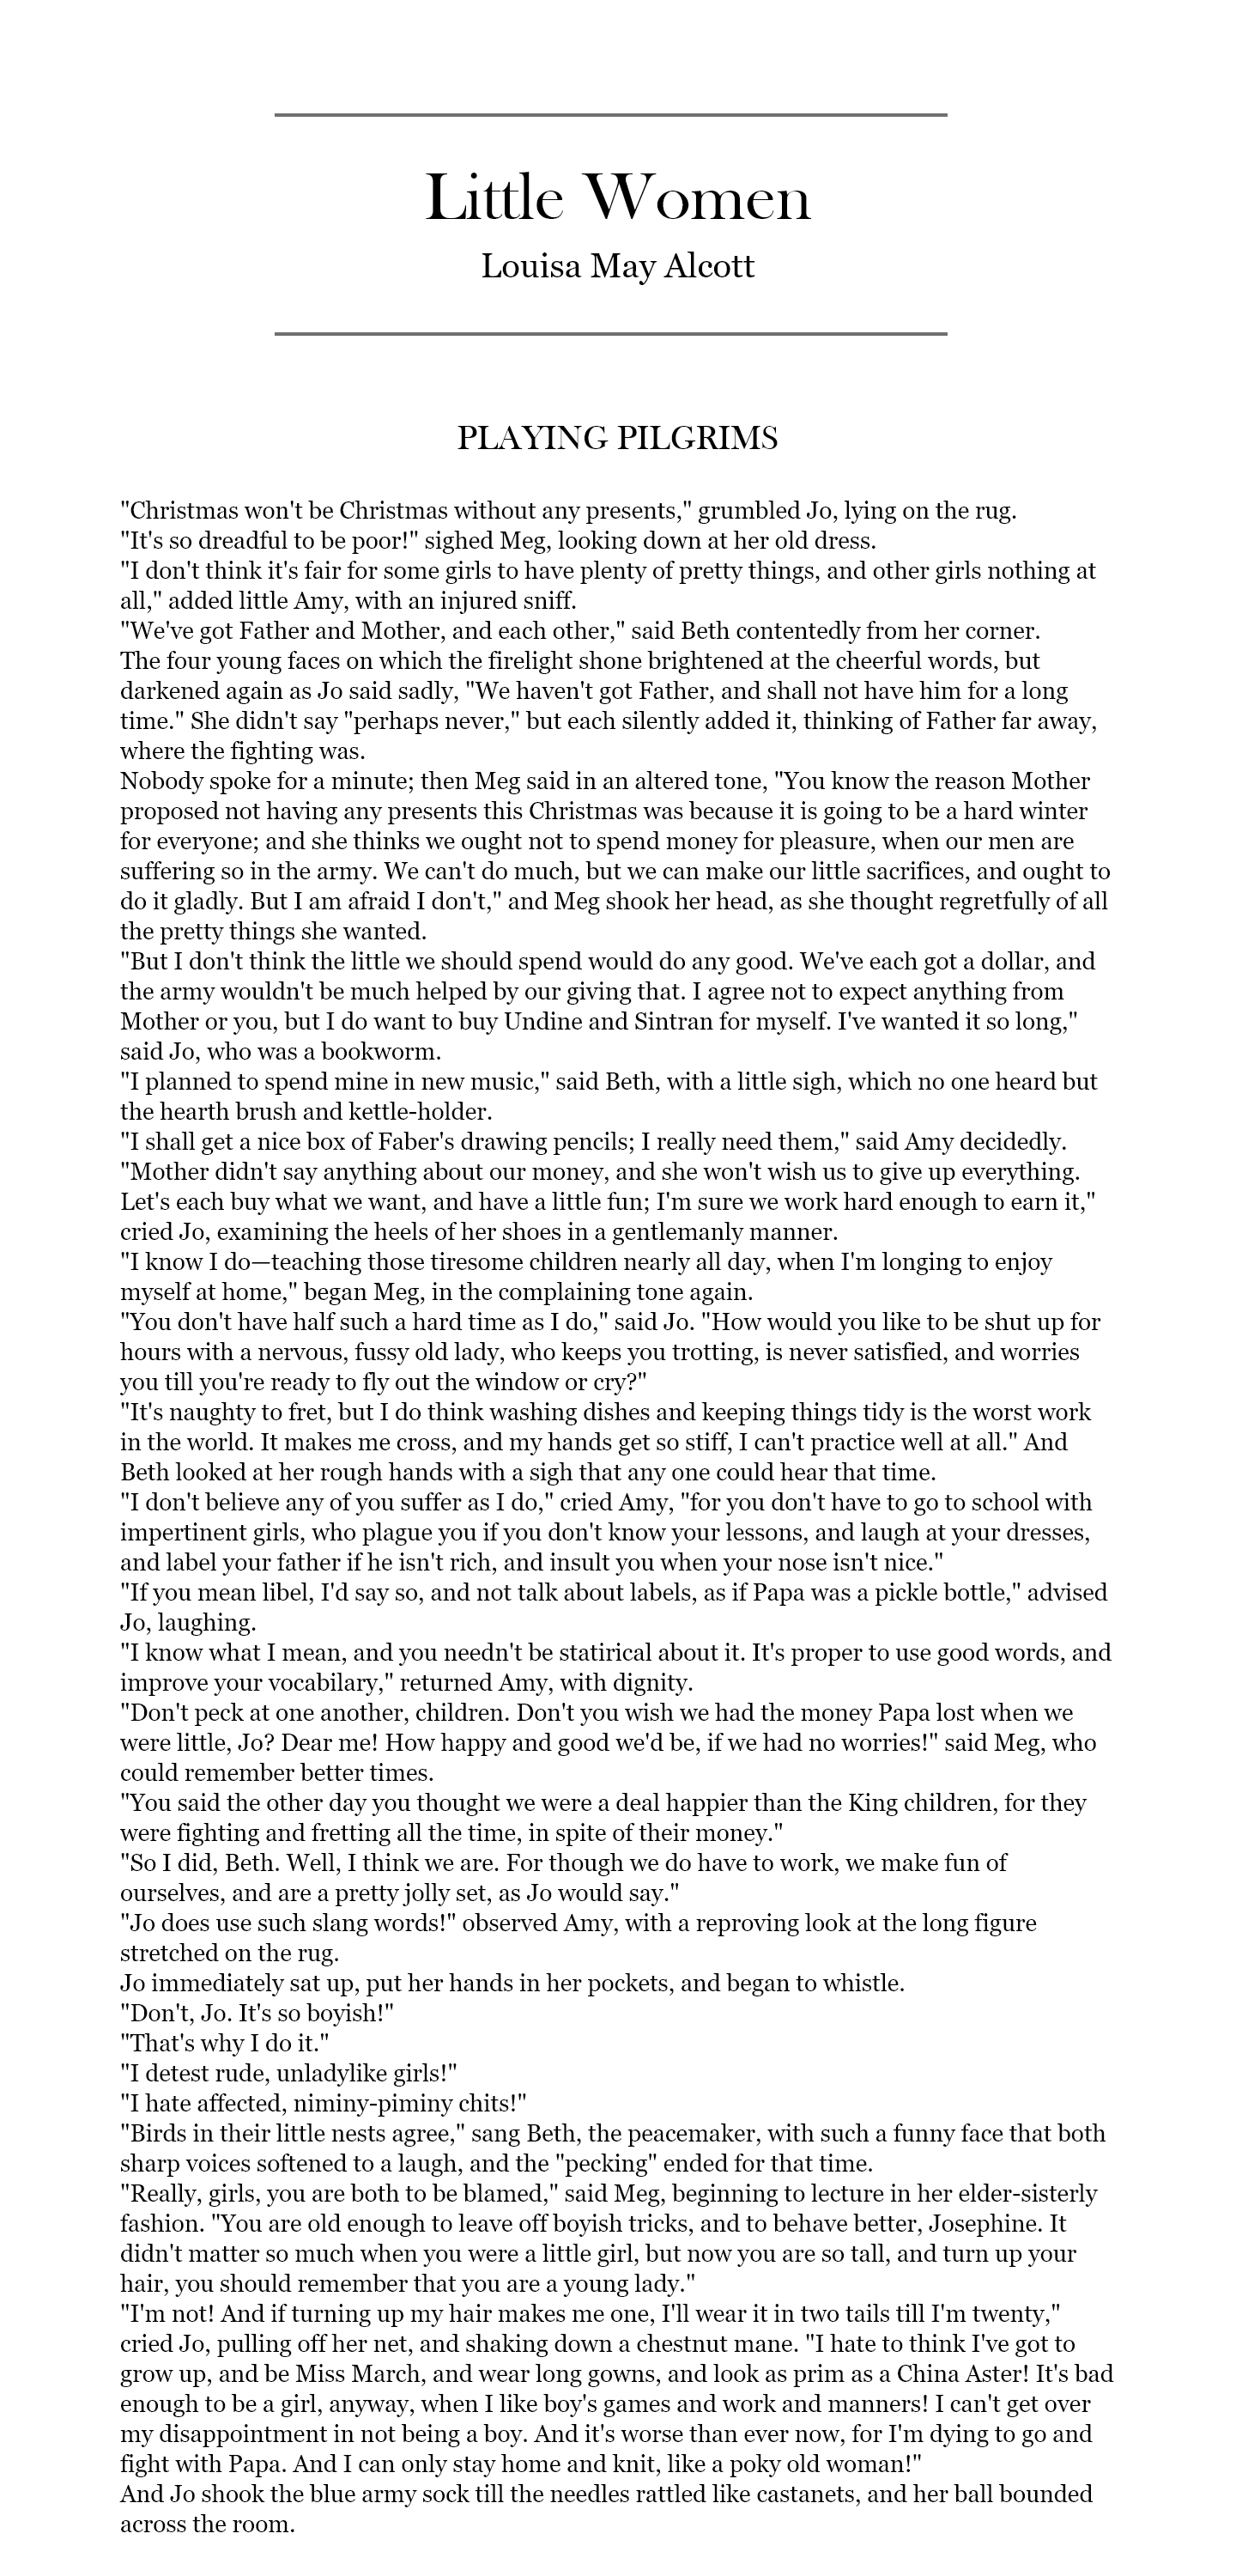 Little Women
Louisa May Alcott
PLAYING PILGRIMS
"Christmas won't be Christmas without any presents," grumbled Jo, lying on the rug.
"It's so dreadful to be poor!" sighed Meg, looking down at her old dress.
"I don't think it's fair for some girls to have plenty of pretty things, and other girls nothing at
all," added little Amy, with an injured sniff.
"We've got Father and Mother, and each other," said Beth contentedly from her corner.
The four young faces on which the firelight shone brightened at the cheerful words, but
darkened again as Jo said sadly, "We haven't got Father, and shall not have him for a long
time." She didn't say "perhaps never," but each silently added it, thinking of Father far away,
where the fighting was.
Nobody spoke for a minute; then Meg said in an altered tone, "You know the reason Mother
proposed not having any presents this Christmas was because it is going to be a hard winter
for everyone; and she thinks we ought not to spend money for pleasure, when our men are
suffering so in the army. We can't do much, but we can make our little sacrifices, and ought to
do it gladly. But I am afraid I don't," and Meg shook her head, as she thought regretfully of all
the pretty things she wanted.
"But I don't think the little we should spend would do any good. We've each got a dollar, and
the army wouldn't be much helped by our giving that. I agree not to expect anything from
Mother or you, but I do want to buy Undine and Sintran for myself. I've wanted it so long,"
said Jo, who was a bookworm.
"I planned to spend mine in new music," said Beth, with a little sigh, which no one heard but
the hearth brush and kettle-holder.
"I shall get a nice box of Faber's drawing pencils; I really need them," said Amy decidedly.
"Mother didn't say anything about our money, and she won't wish us to give up everything.
Let's each buy what we want, and have a little fun; I'm sure we work hard enough to earn it,"
cried Jo, examining the heels of her shoes in a gentlemanly manner.
"I know I do—teaching those tiresome children nearly all day, when I'm longing to enjoy
myself at home," began Meg, in the complaining tone again.
"You don't have half such a hard time as I do," said Jo. "How would you like to be shut up for
hours with a nervous, fussy old lady, who keeps you trotting, is never satisfied, and worries
you till you're ready to fly out the window or cry?"
"It's naughty to fret, but I do think washing dishes and keeping things tidy is the worst work
in the world. It makes me cross, and my hands get so stiff, I can't practice well at all." And
Beth looked at her rough hands with a sigh that any one could hear that time.
"I don't believe any of you suffer as I do," cried Amy, "for you don't have to go to school with
impertinent girls, who plague you if you don't know your lessons, and laugh at your dresses,
and label your father if he isn't rich, and insult you when your nose isn't nice."
"If you mean libel, I'd say so, and not talk about labels, as if Papa was a pickle bottle," advised
Jo, laughing.
"I know what I mean, and you needn't be statirical about it. It's proper to use good words, and
improve your vocabilary," returned Amy, with dignity.
"Don't peck at one another, children. Don't you wish we had the money Papa lost when we
were little, Jo? Dear me! How happy and good we'd be, if we had no worries!" said Meg, who
could remember better times.
"You said the other day you thought we were a deal happier than the King children, for they
were fighting and fretting all the time, in spite of their money."
"So I did, Beth. Well, I think we are. For though we do have to work, we make fun of
ourselves, and are a pretty jolly set, as Jo would say."
"Jo does use such slang words!" observed Amy, with a reproving look at the long figure
stretched on the rug.
Jo immediately sat up, put her hands in her pockets, and began to whistle.
"Don't, Jo. It's so boyish!"
"That's why I do it."
"I detest rude, unladylike girls!"
"I hate affected, niminy-piminy chits!"
"Birds in their little nests agree," sang Beth, the peacemaker, with such a funny face that both
sharp voices softened to a laugh, and the "pecking" ended for that time.
"Really, girls, you are both to be blamed," said Meg, beginning to lecture in her elder-sisterly
fashion. "You are old enough to leave off boyish tricks, and to behave better, Josephine. It
didn't matter so much when you were a little girl, but now you are so tall, and turn up your
hair, you should remember that you are a young lady."
"I'm not! And if turning up my hair makes me one, I'll wear it in two tails till I'm twenty,"
cried Jo, pulling off her net, and shaking down a chestnut mane. "I hate to think I've got to
grow up, and be Miss March, and wear long gowns, and look as prim as a China Aster! It's bad
enough to be a girl, anyway, when I like boy's games and work and manners! I can't get over
my disappointment in not being a boy. And it's worse than ever now, for I'm dying to go and
fight with Papa. And I can only stay home and knit, like a poky old woman!"
And Jo shook the blue army sock till the needles rattled like castanets, and her ball bounded
across the room.